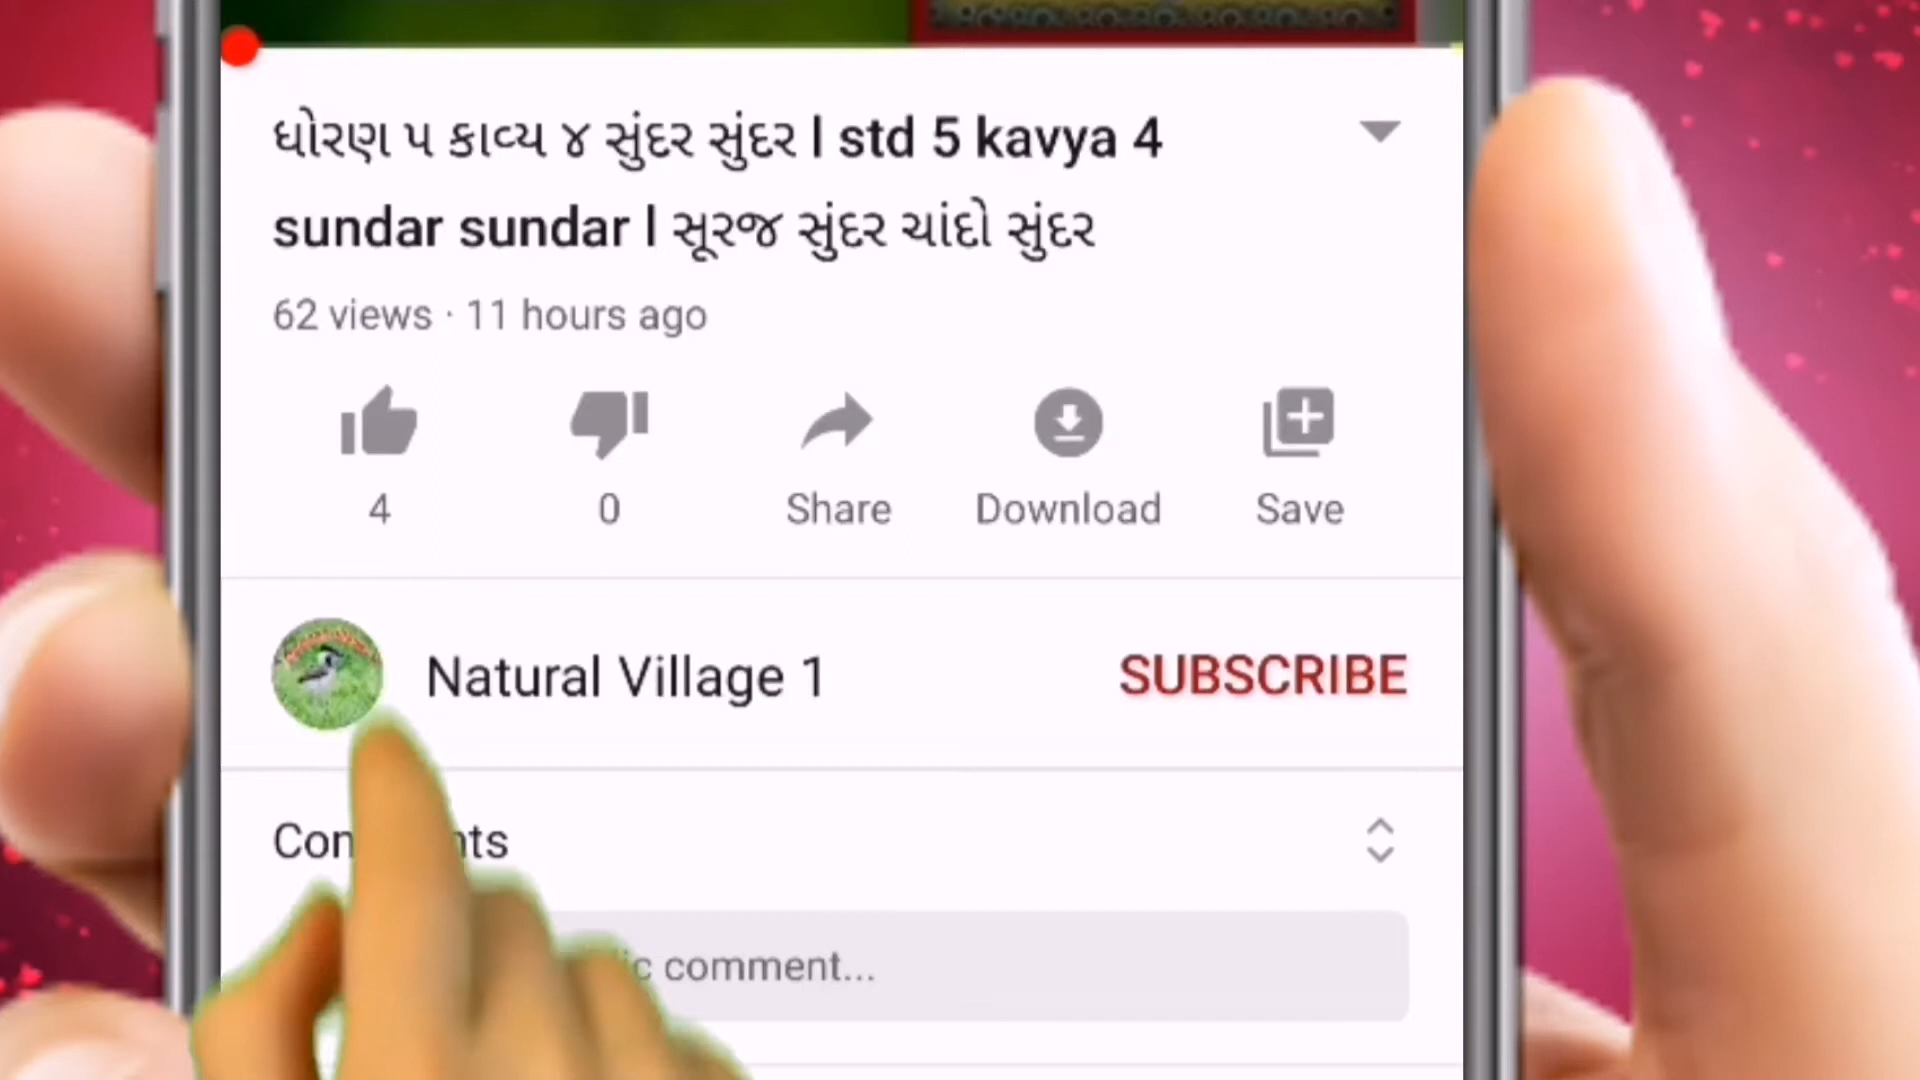 ધોરણ ૫ કાવ્ય ૪ સુંદર સુંદર l std 5 kavya 4
sundar sundar l સૂરજ સુંદર ચાંદો સુંદર
62 views · 11 hours ago
4 0 Share Download Save
Natural Village 1 SUBSCRIBE
comment...